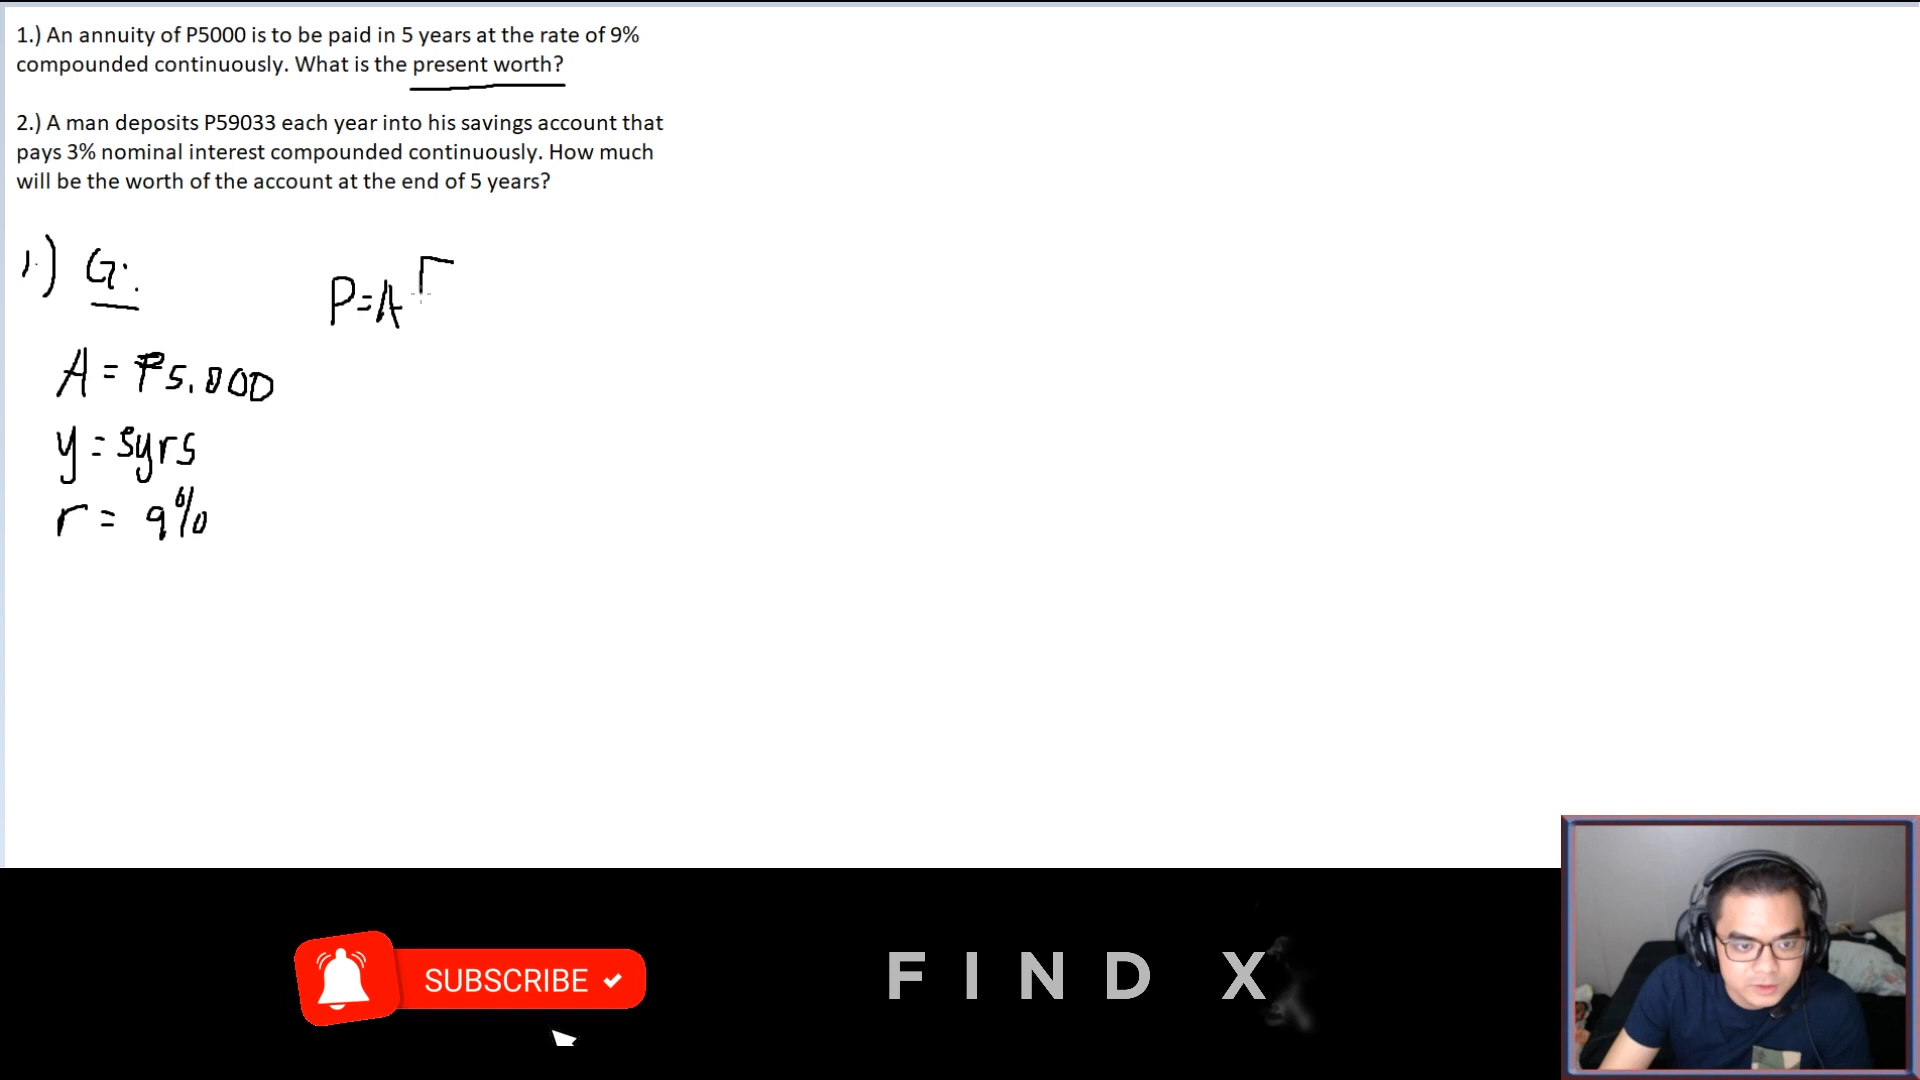 1.) An annuity of P5000 is to be paid in 5 years at the rate of 9%
compounded continuously. What is the present worth?
2.) A man deposits P59033 each year into his savings account that
pays 3% nominal interest compounded continuously. How much
will be the worth of the account at the end of 5 years?
1.) G:
P=A
A = ₱5,000
y = 5yrs
r = 9%
SUBSCRIBE
FIND X